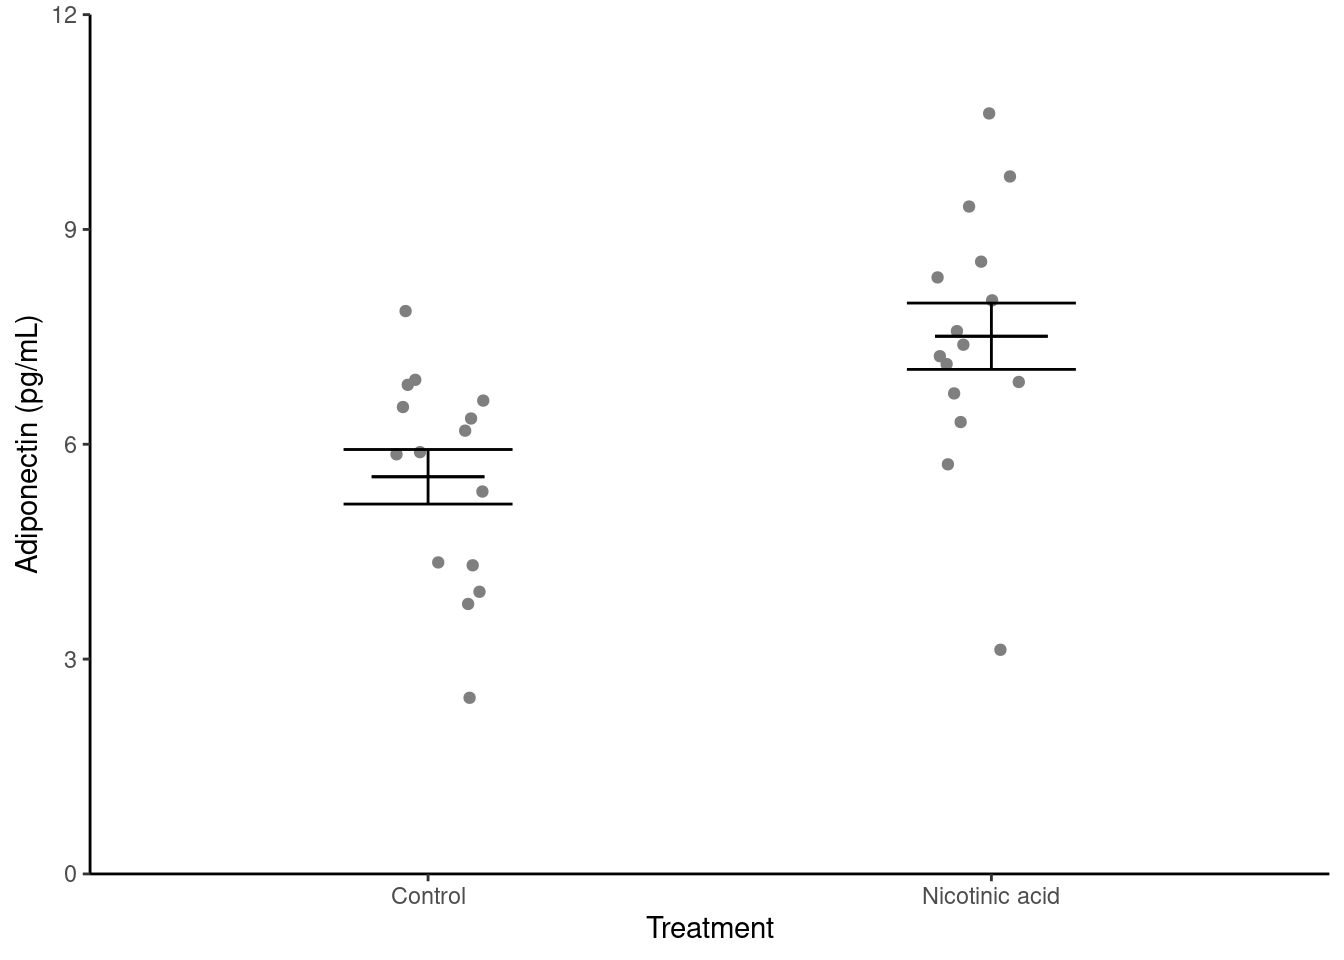 12
9
6
3
0
Adiponectin (pg/mL)
Control
Nicotinic acid
Treatment